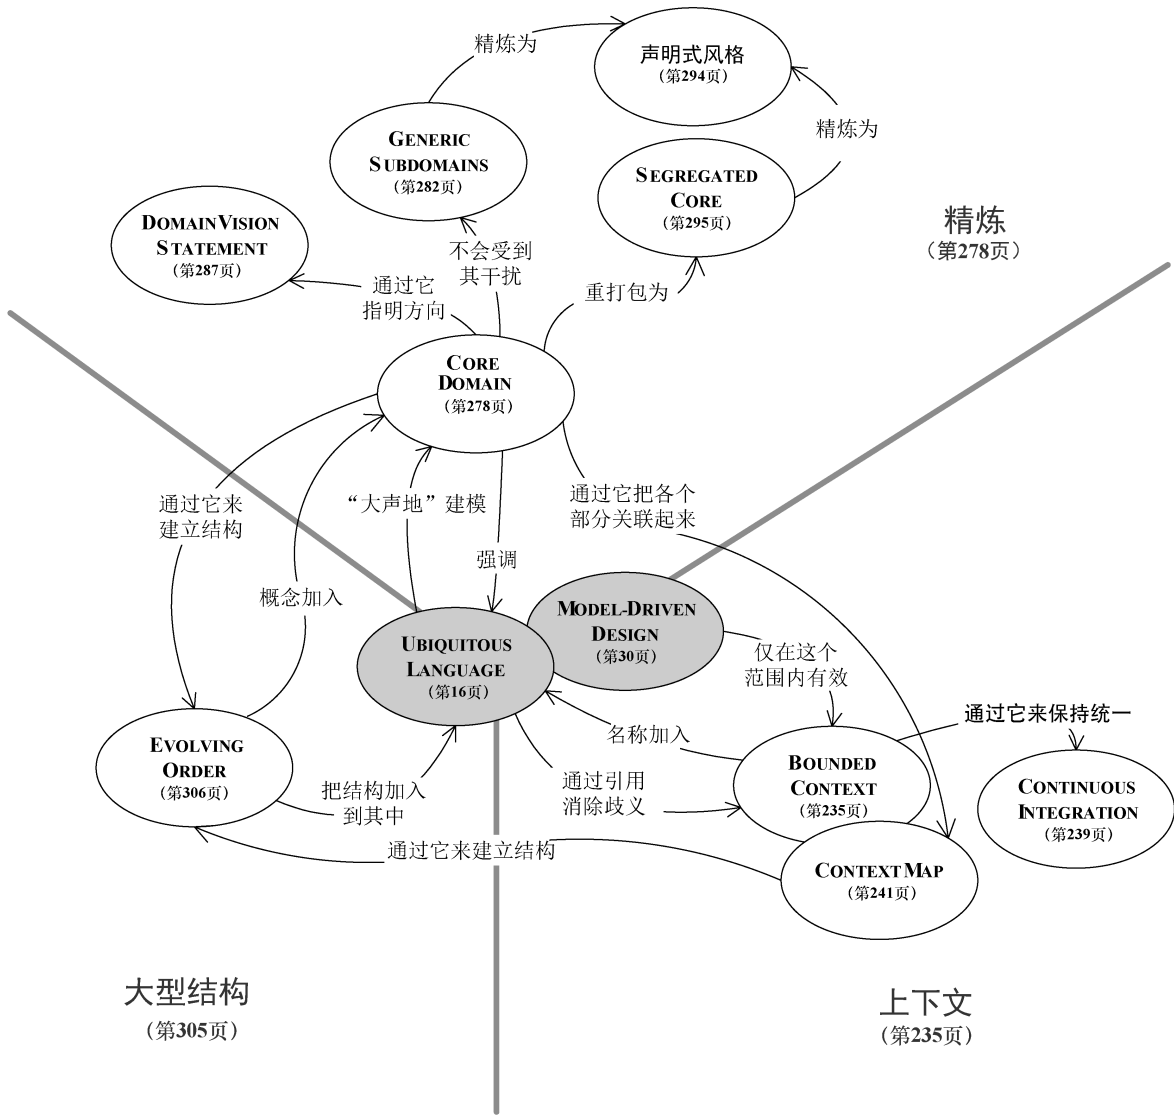 精炼为
声明式风格
（第294页）
精炼为
GENERIC
SUBDOMAINS
（第282页）
SEGREGATED
CORE
（第295页）
DOMAIN VISION
STATEMENT
（第287页）
精炼
（第278页）
不会受到
其干扰
通过它
指明方向
重打包为
CORE
DOMAIN
（第278页）
通过它来
建立结构
“大声地”建模
通过它把各个
部分关联起来
强调
概念加入
MODEL-DRIVEN
DESIGN
（第30页）
UBIQUITOUS
LANGUAGE
（第16页）
仅在这个
范围内有效
通过它来保持统一
名称加入
EVOLVING
ORDER
（第306页）
BOUNDED
CONTEXT
（第235页）
CONTINUOUS
INTEGRATION
（第239页）
把结构加入
到其中
通过引用
消除歧义
通过它来建立结构
CONTEXT MAP
（第241页）
大型结构
（第305页）
上下文
（第235页）